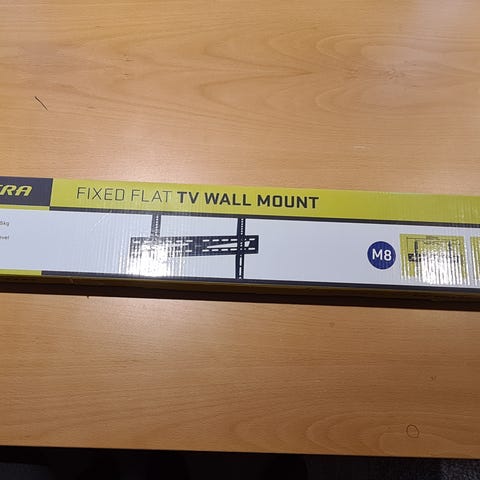 FIXED FLAT TV WALL MOUNT
M8